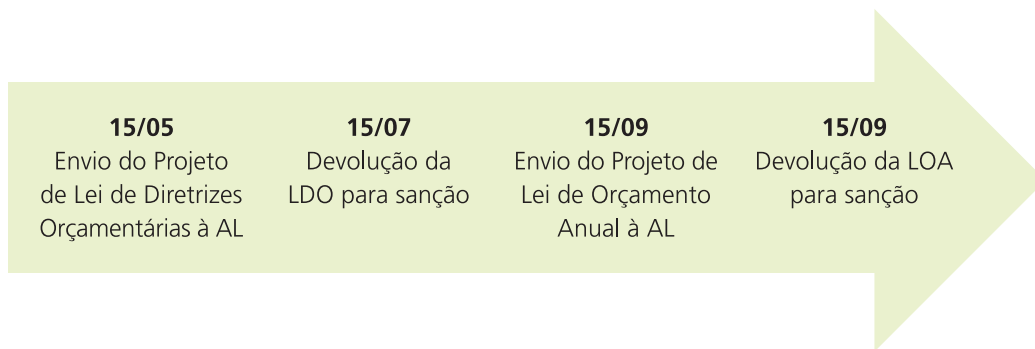 15/05
Envio do Projeto
de Lei de Diretrizes
Orçamentárias à AL
15/07
Devolução da
LDO para sanção
15/09
Envio do Projeto de
Lei de Orçamento
Anual à AL
15/09
Devolução da LOA
para sanção